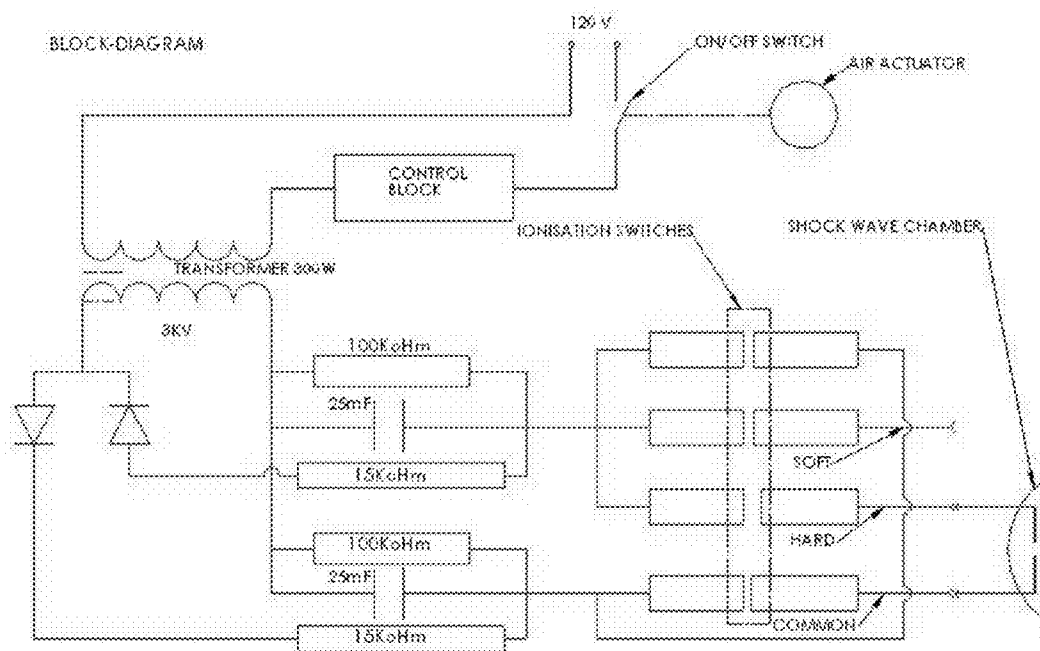 BLOCK-DIAGRAM
120 V
ON/OFF SWITCH
AIR ACTUATOR
CONTROL
BLOCK
IONISATION SWITCHES
SHOCK WAVE CHAMBER
TRANSFORMER 300W
3KV
100KoHm
25mF
15KoHm
SOFT
100KoHm
HARD
25mF
15KoHm
COMMON